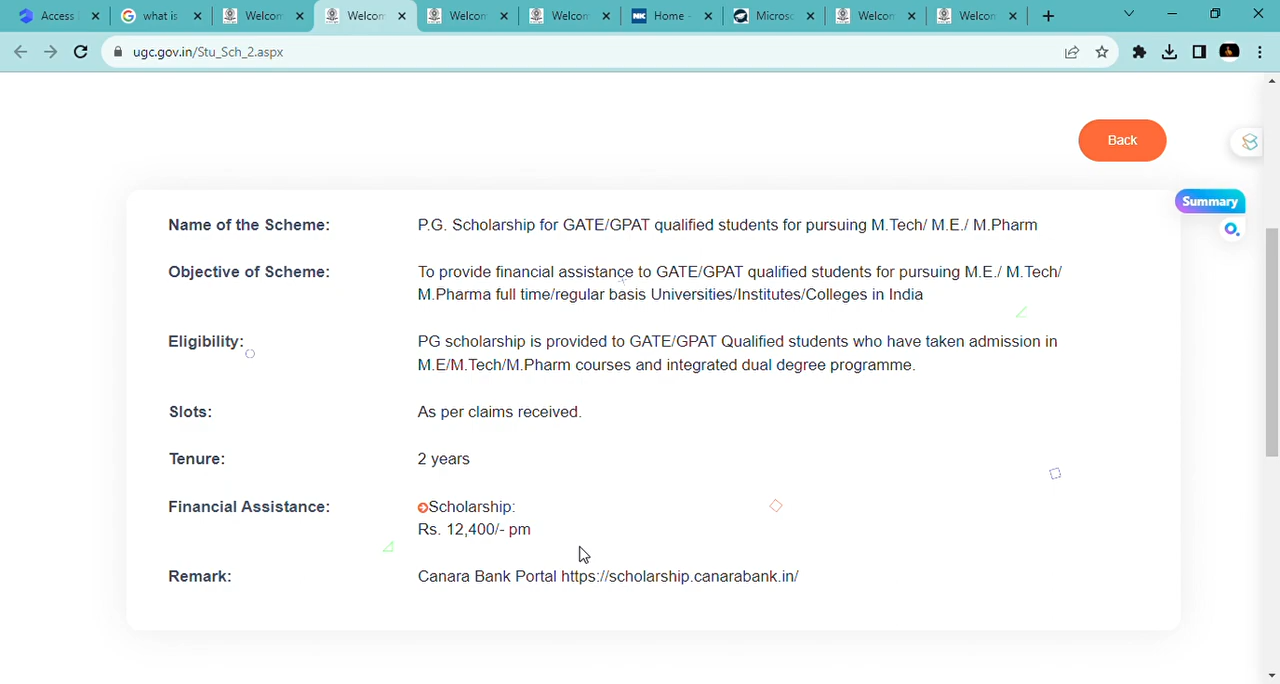 Access
what is
Welcom
Welcom
Welcom
Welcom
Home -
Microsc
Welcom
Welcom
ugc.gov.in/Stu_Sch_2.aspx
Back
Summary
Name of the Scheme: P.G. Scholarship for GATE/GPAT qualified students for pursuing M.Tech/ M.E./ M.Pharm
Objective of Scheme: To provide financial assistance to GATE/GPAT qualified students for pursuing M.E./ M.Tech/
M.Pharma full time/regular basis Universities/Institutes/Colleges in India
Eligibility: PG scholarship is provided to GATE/GPAT Qualified students who have taken admission in
M.E/M.Tech/M.Pharm courses and integrated dual degree programme.
Slots: As per claims received.
Tenure: 2 years
Financial Assistance: Scholarship:
Rs. 12,400/- pm
Remark: Canara Bank Portal https://scholarship.canarabank.in/